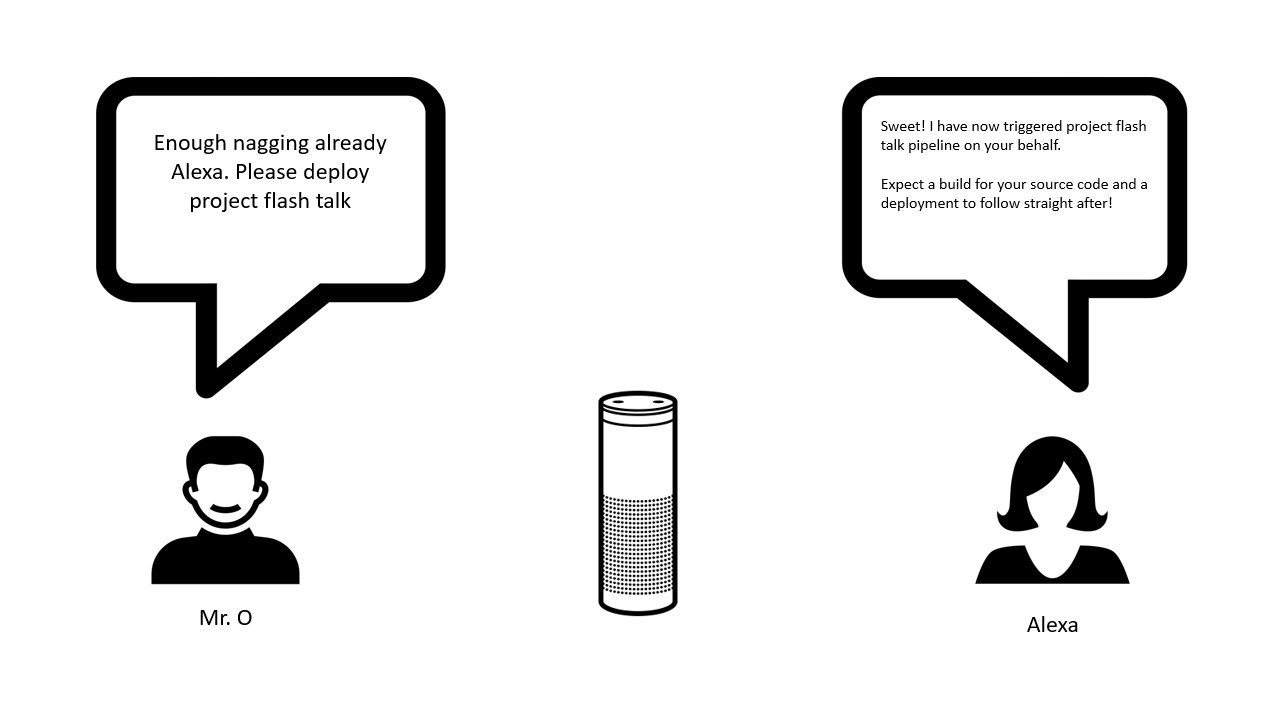 Enough nagging already
Alexa. Please deploy
project flash talk
Sweet! I have now triggered project flash
talk pipeline on your behalf.
Expect a build for your source code and a
deployment to follow straight after!
Mr. O
Alexa